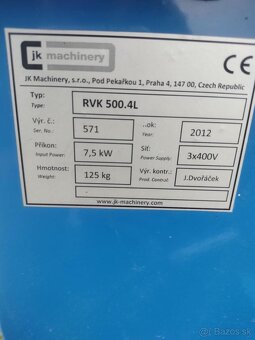 jk machinery
CE
JK Machinery, s.r.o., Pod Pekařkou 1, Praha 4, 147 00, Czech Republic
Typ: RVK 500.4L
Type:
Výr. č.: 571 ..ok: 2012
Ser. No.: Year:
Příkon: 7,5 kW Síť: 3x400V
Input Power: Power Supply:
Hmotnost: 125 kg Výr. kontr.: J.Dvořáček
Weight: Prod. Control:
www.jk-machinery.com
bazos.sk